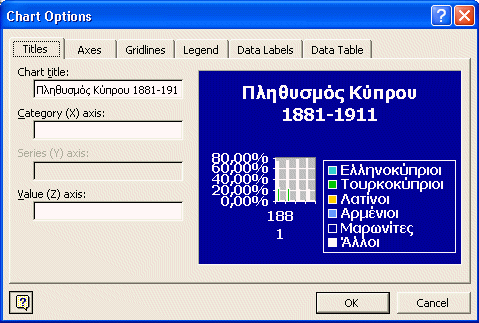 Chart Options
Titles
Axes
Gridlines
Legend
Data Labels
Data Table
Chart title:
Πληθυσμός Κύπρου 1881-191
Category (X) axis:
Series (Y) axis:
Value (Z) axis:
Πληθυσμός Κύπρου
1881-1911
80,00%
60,00%
40,00%
20,00%
0,00%
188
1
Ελληνοκύπριοι
Τουρκοκύπριοι
Λατίνοι
Αρμένιοι
Μαρωνίτες
Άλλοι
OK
Cancel